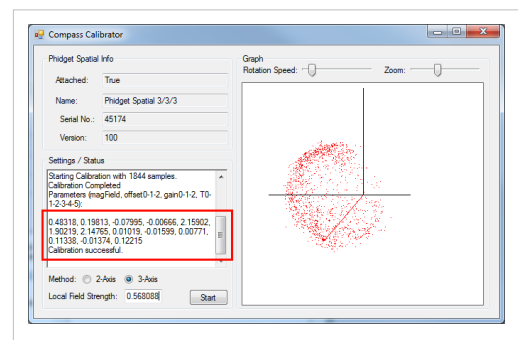 Compass Calibrator
Phidget Spatial Info
Attached: True
Name: Phidget Spatial 3/3/3
Serial No.: 45174
Version: 100
Settings / Status
Starting Calibration with 1844 samples.
Calibration Completed
Parameters (magField, offset0-1-2, gain0-1-2, T0-
1-2-3-4-5):
0.48318, 0.19813, -0.07995, -0.00666, 2.15902,
1.90219, 2.14765, 0.01019, -0.01599, 0.00771,
0.11338, -0.01374, 0.12215
Calibration successful.
Method: 2-Axis 3-Axis
Local Field Strength: 0.568088 Start
Graph
Rotation Speed: Zoom: